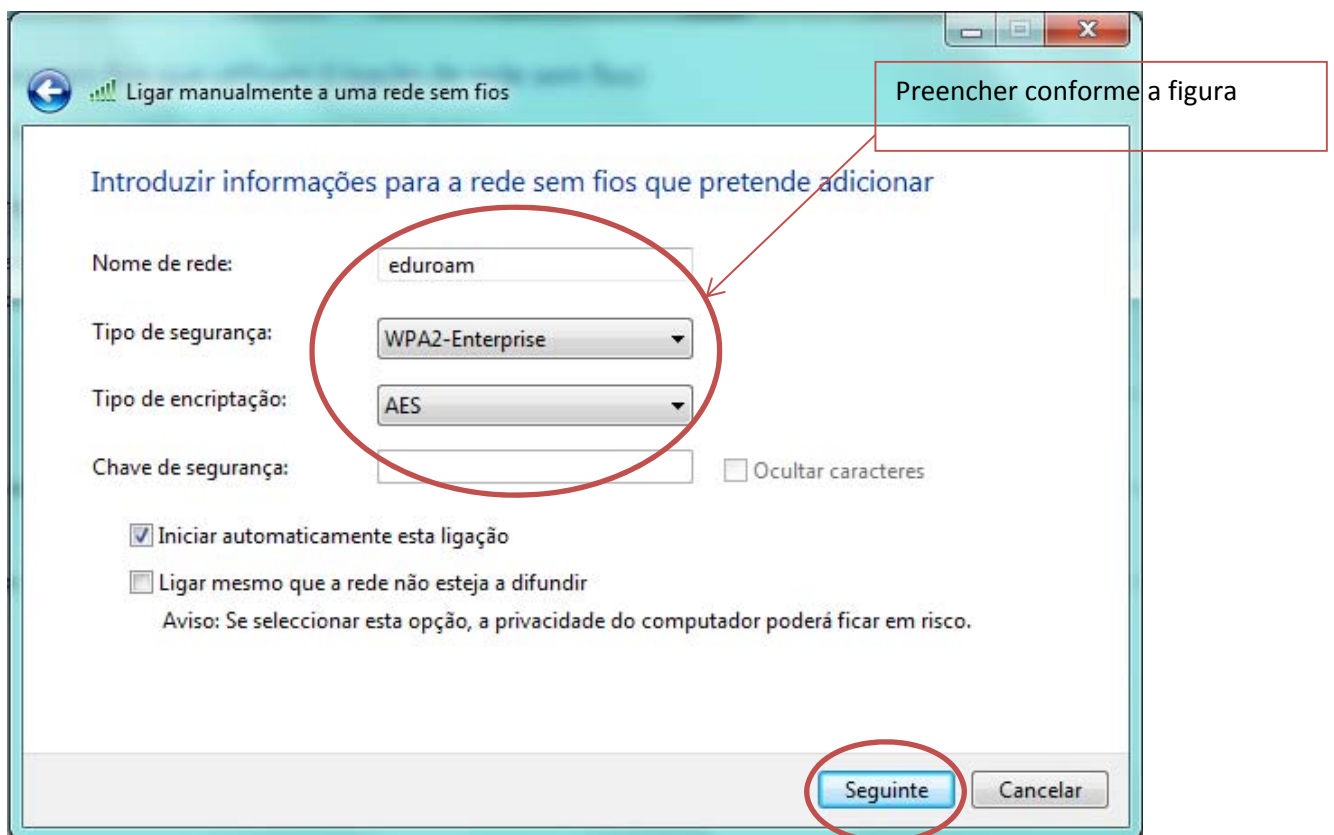 Ligar manualmente a uma rede sem fios
Preencher conforme a figura
Introduzir informações para a rede sem fios que pretende adicionar
Nome de rede: eduroam
Tipo de segurança: WPA2-Enterprise
Tipo de encriptação: AES
Chave de segurança: Ocultar caracteres
Iniciar automaticamente esta ligação
Ligar mesmo que a rede não esteja a difundir
Aviso: Se seleccionar esta opção, a privacidade do computador poderá ficar em risco.
Seguinte Cancelar